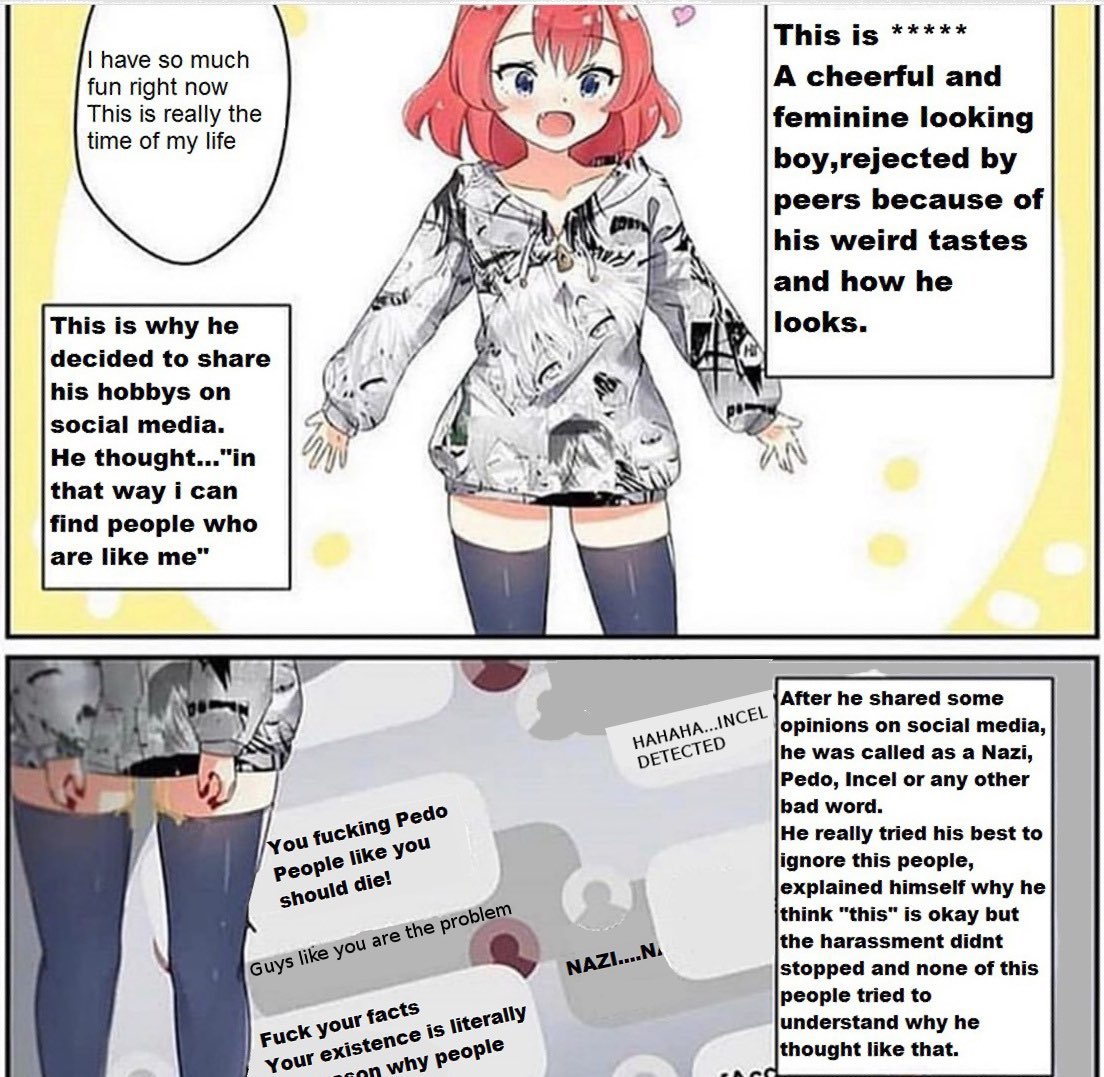 I have so much
fun right now
This is really the
time of my life
This is *****
A cheerful and
feminine looking
boy,rejected by
peers because of
his weird tastes
and how he
looks.
This is why he
decided to share
his hobbys on
social media.
He thought..."in
that way i can
find people who
are like me"
HAHAHA...INCEL
DETECTED
After he shared some
opinions on social media,
he was called as a Nazi,
Pedo, Incel or any other
bad word.
He really tried his best to
ignore this people,
explained himself why he
think "this" is okay but
the harassment didnt
stopped and none of this
people tried to
understand why he
thought like that.
You fucking Pedo
People like you
should die!
Guys like you are the problem
NAZI....
Fuck your facts
Your existence is literally
why people